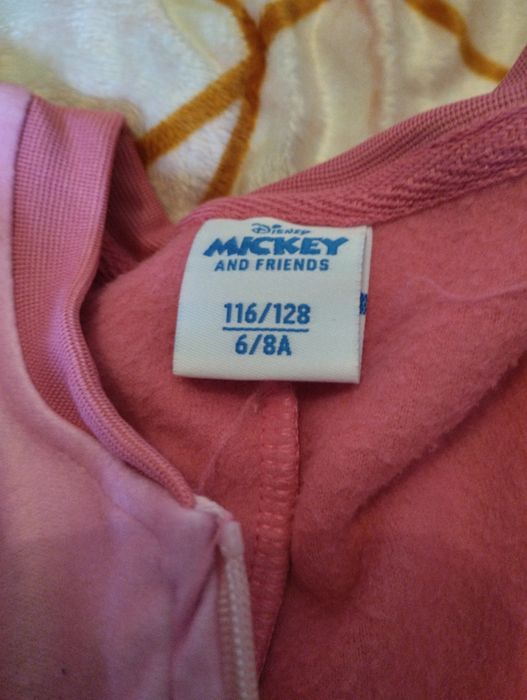 Disney
MICKEY
AND FRIENDS
116/128
6/8A